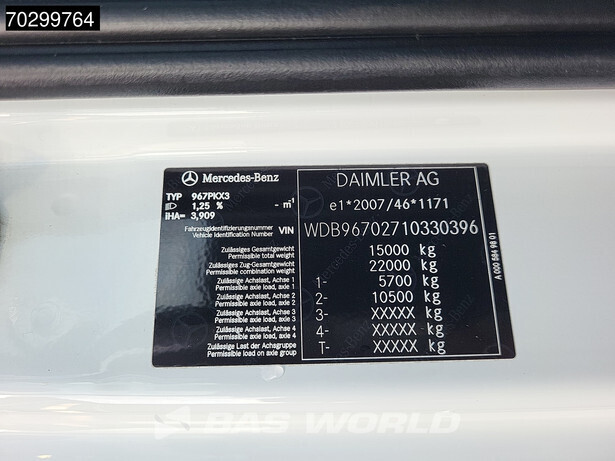 70299764
Mercedes-Benz
TYP 967PKX3
1,25 % - m⁻¹
iHA= 3,909
Fahrzeugidentifizierungsnummer
Vehicle Identification Number VIN
DAIMLER AG
e1*2007/46*1171
WDB96702710330396
Zulässiges Gesamtgewicht
Permissible total weight 15000 kg
Zulässiges Zug-Gesamtgewicht
Permissible combination weight 22000 kg
Zulässige Achslast, Achse 1
Permissible axle load, axle 1 1- 5700 kg
Zulässige Achslast, Achse 2
Permissible axle load, axle 2 2- 10500 kg
Zulässige Achslast, Achse 3
Permissible axle load, axle 3 3- XXXXX kg
Zulässige Achslast, Achse 4
Permissible axle load, axle 4 4- XXXXX kg
Zulässige Last der Achsgruppe
Permissible load on axle group T- XXXXX kg
A 000 584 98 01
BAS WORLD